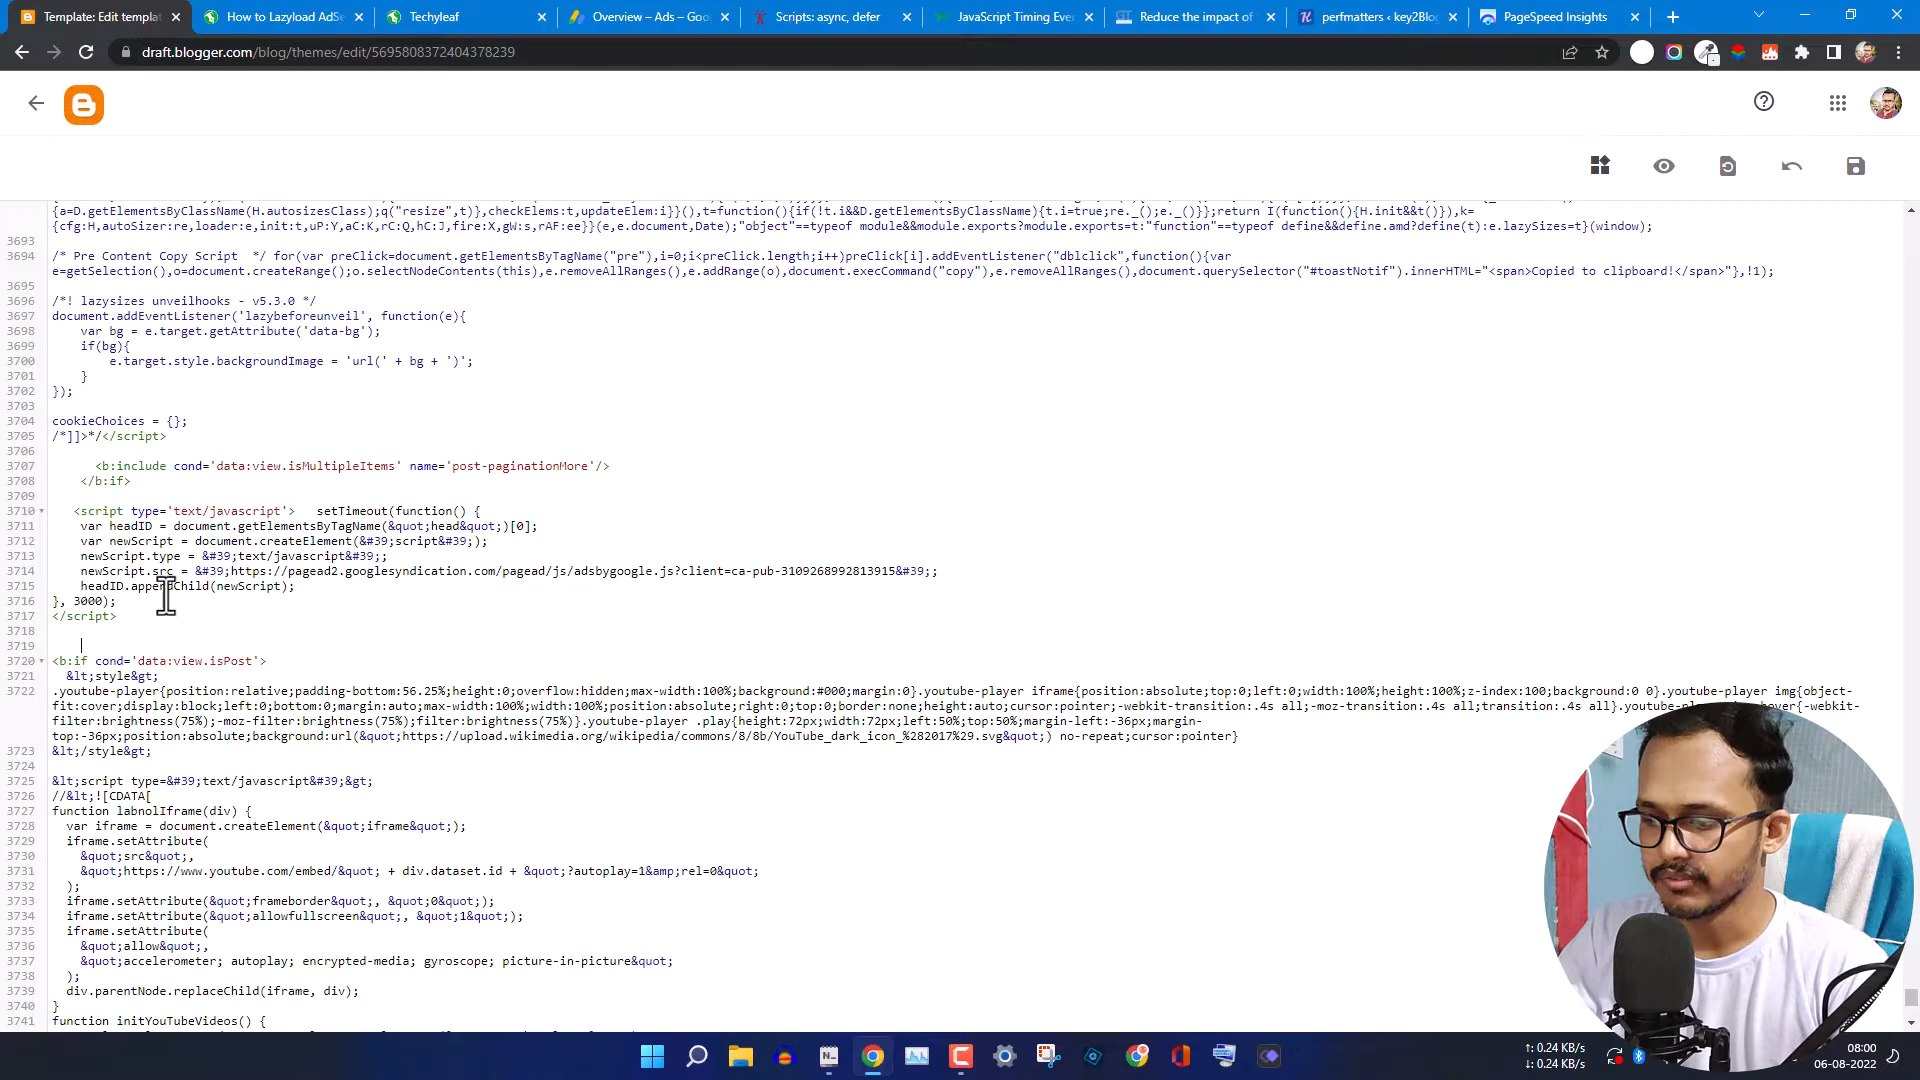 Template: Edit templat
How to Lazyload AdSe
Techyleaf
Overview – Ads – Goo
Scripts: async, defer
JavaScript Timing Eve
Reduce the impact of
perfmatters ‹ key2Blog
PageSpeed Insights
draft.blogger.com/blog/themes/edit/5695808372404378239
{a=D.getElementsByClassName(H.autosizesClass);q("resize",t)},checkElems:t,updateElem:i}}(),t=function(){if(!t.i&&D.getElementsByClassName){t.i=true;re._();e._()}};return I(function(){H.init&&t()}),k=
{cfg:H,autoSizer:re,loader:e,init:t,uP:Y,aC:K,rC:Q,hC:J,fire:X,gW:s,rAF:ee}}(e,e.document,Date);"object"==typeof module&&module.exports?module.exports=t:"function"==typeof define&&define.amd?define(t):e.lazySizes=t}(window);
3693
3694 /* Pre Content Copy Script  */ for(var preClick=document.getElementsByTagName("pre"),i=0;i<preClick.length;i++)preClick[i].addEventListener("dblclick",function(){var
e=getSelection(),o=document.createRange();o.selectNodeContents(this),e.removeAllRanges(),e.addRange(o),document.execCommand("copy"),e.removeAllRanges(),document.querySelector("#toastNotif").innerHTML="<span>Copied to clipboard!</span>"},!1);
3695
3696 /*! lazysizes unveilhooks - v5.3.0 */
3697 document.addEventListener('lazybeforeunveil', function(e){
3698 var bg = e.target.getAttribute('data-bg');
3699 if(bg){
3700 e.target.style.backgroundImage = 'url(' + bg + ')';
3701 }
3702 });
3703
3704 cookieChoices = {};
3705 /*]]>*/</script>
3706
3707 <b:include cond='data:view.isMultipleItems' name='post-paginationMore'/>
3708 </b:if>
3709
3710 <script type='text/javascript'>   setTimeout(function() {
3711 var headID = document.getElementsByTagName(&quot;head&quot;)[0];
3712 var newScript = document.createElement(&#39;script&#39;);
3713 newScript.type = &#39;text/javascript&#39;;
3714 newScript.src = &#39;https://pagead2.googlesyndication.com/pagead/js/adsbygoogle.js?client=ca-pub-3109268992813915&#39;;
3715 headID.appendChild(newScript);
3716 }, 3000);
3717 </script>
3718
3719
3720 <b:if cond='data:view.isPost'>
3721 &lt;style&gt;
3722 .youtube-player{position:relative;padding-bottom:56.25%;height:0;overflow:hidden;max-width:100%;background:#000;margin:0}.youtube-player iframe{position:absolute;top:0;left:0;width:100%;height:100%;z-index:100;background:0 0}.youtube-player img{object-
fit:cover;display:block;left:0;bottom:0;margin:auto;max-width:100%;width:100%;position:absolute;right:0;top:0;border:none;height:auto;cursor:pointer;-webkit-transition:.4s all;-moz-transition:.4s all;transition:.4s all}.youtube-player {-webkit-
filter:brightness(75%);-moz-filter:brightness(75%);filter:brightness(75%)}.youtube-player .play{height:72px;width:72px;left:50%;top:50%;margin-left:-36px;margin-
top:-36px;position:absolute;background:url(&quot;https://upload.wikimedia.org/wikipedia/commons/8/8b/YouTube_dark_icon_%282017%29.svg&quot;) no-repeat;cursor:pointer}
3723 &lt;/style&gt;
3724
3725 &lt;script type=&#39;text/javascript&#39;&gt;
3726 //&lt;![CDATA[
3727 function labnolIframe(div) {
3728 var iframe = document.createElement(&quot;iframe&quot;);
3729 iframe.setAttribute(
3730 &quot;src&quot;,
3731 &quot;https://www.youtube.com/embed/&quot; + div.dataset.id + &quot;?autoplay=1&amp;rel=0&quot;
3732 );
3733 iframe.setAttribute(&quot;frameborder&quot;, &quot;0&quot;);
3734 iframe.setAttribute(&quot;allowfullscreen&quot;, &quot;1&quot;);
3735 iframe.setAttribute(
3736 &quot;allow&quot;,
3737 &quot;accelerometer; autoplay; encrypted-media; gyroscope; picture-in-picture&quot;
3738 );
3739 div.parentNode.replaceChild(iframe, div);
3740 }
3741 function initYouTubeVideos() {
↑: 0.24 KB/s
↓: 0.24 KB/s
08:00
06-08-2022